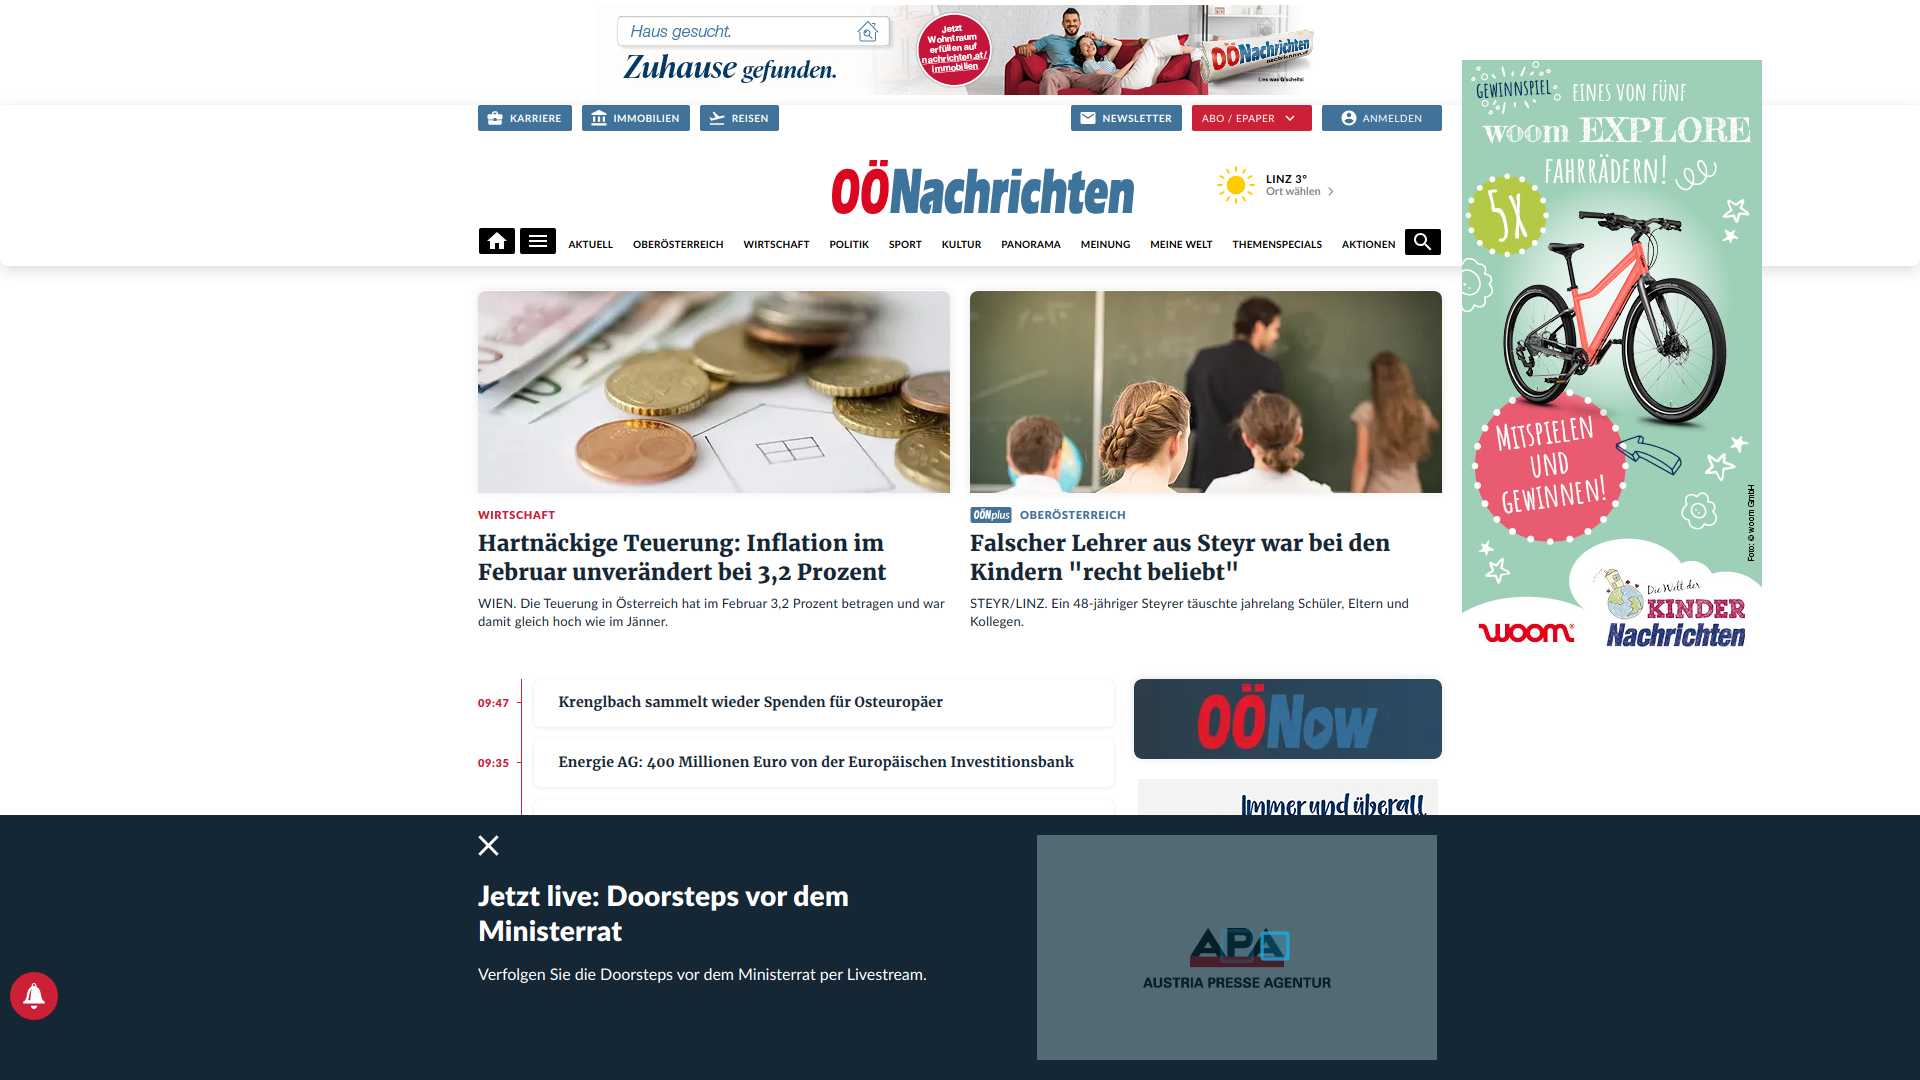 Haus gesucht.
Zuhause gefunden.
Jetzt
Wohntraum
erfüllen auf
nachrichten.at/
immobilien
OÖNachrichten
Lies was G'scheits!
KARRIERE
IMMOBILIEN
REISEN
NEWSLETTER
ABO / EPAPER
ANMELDEN
OÖNachrichten
LINZ 3°
Ort wählen
AKTUELL
OBERÖSTERREICH
WIRTSCHAFT
POLITIK
SPORT
KULTUR
PANORAMA
MEINUNG
MEINE WELT
THEMENSPECIALS
AKTIONEN
GEWINNSPIEL
EINES VON FÜNF
woom EXPLORE
FAHRRÄDERN!
5X
MITSPIELEN
UND
GEWINNEN!
Foto: © woom GmbH
woom
Die Welt der
KINDER
Nachrichten
WIRTSCHAFT
Hartnäckige Teuerung: Inflation im
Februar unverändert bei 3,2 Prozent
WIEN. Die Teuerung in Österreich hat im Februar 3,2 Prozent betragen und war
damit gleich hoch wie im Jänner.
OÖNplus OBERÖSTERREICH
Falscher Lehrer aus Steyr war bei den
Kindern "recht beliebt"
STEYR/LINZ. Ein 48-jähriger Steyrer täuschte jahrelang Schüler, Eltern und
Kollegen.
09:47
Krenglbach sammelt wieder Spenden für Osteuropäer
09:35
Energie AG: 400 Millionen Euro von der Europäischen Investitionsbank
OÖNow
Immer und überall
Jetzt live: Doorsteps vor dem
Ministerrat
Verfolgen Sie die Doorsteps vor dem Ministerrat per Livestream.
APA
AUSTRIA PRESSE AGENTUR